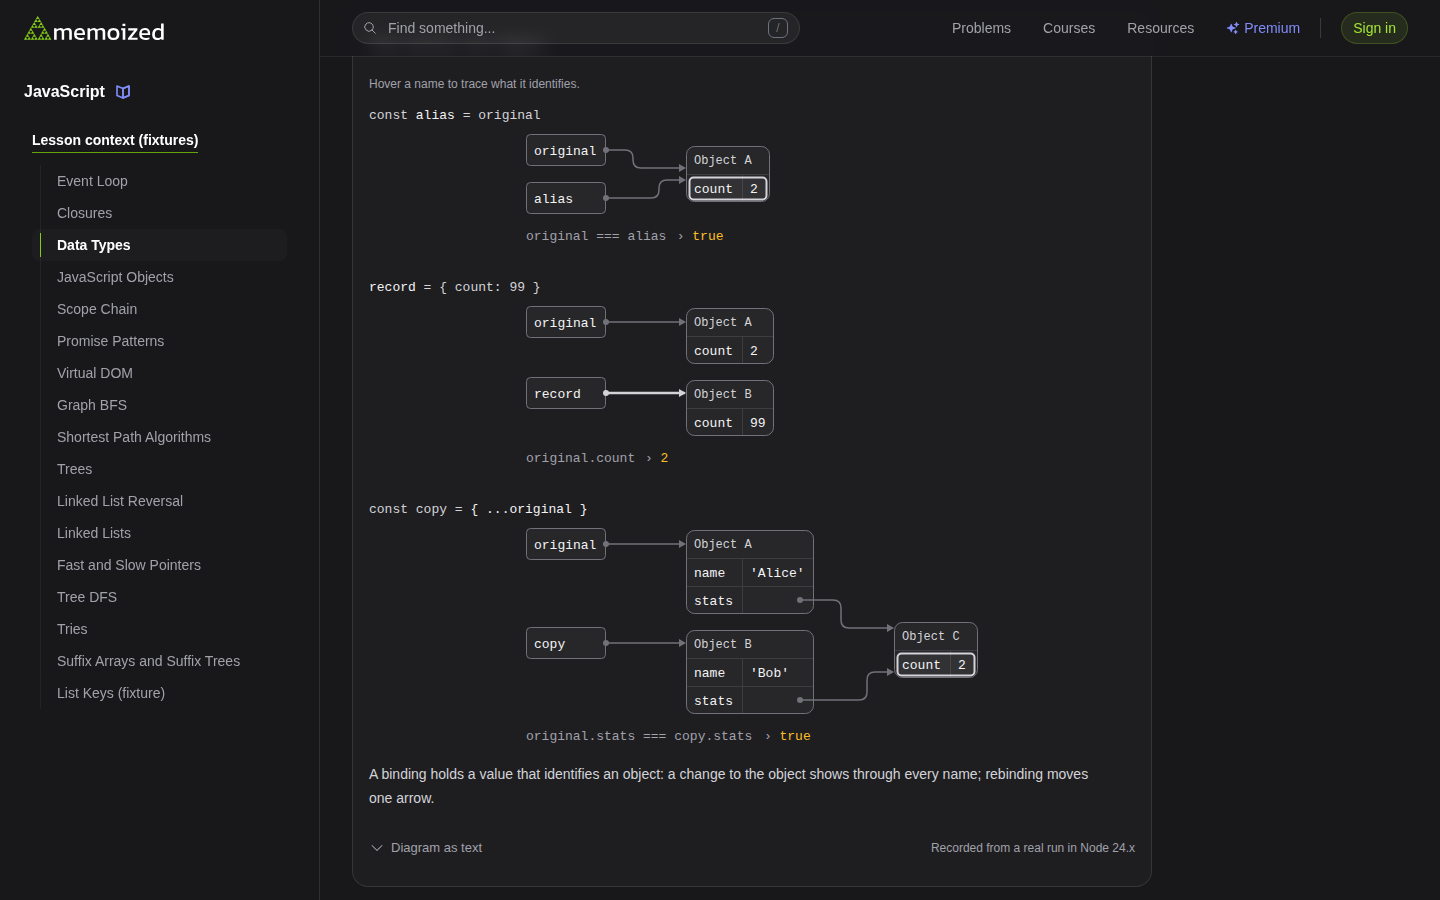 memoized
Find something...
/
Problems
Courses
Resources
Premium
Sign in
JavaScript
Lesson context (fixtures)
Event Loop
Closures
Data Types
JavaScript Objects
Scope Chain
Promise Patterns
Virtual DOM
Graph BFS
Shortest Path Algorithms
Trees
Linked List Reversal
Linked Lists
Fast and Slow Pointers
Tree DFS
Tries
Suffix Arrays and Suffix Trees
List Keys (fixture)
Hover a name to trace what it identifies.
const alias = original
original
alias
Object A
count 2
original === alias › true
record = { count: 99 }
original
Object A
count 2
record
Object B
count 99
original.count › 2
const copy = { ...original }
original
Object A
name 'Alice'
stats
copy
Object B
name 'Bob'
stats
Object C
count 2
original.stats === copy.stats › true
A binding holds a value that identifies an object: a change to the object shows through every name; rebinding moves
one arrow.
Diagram as text
Recorded from a real run in Node 24.x